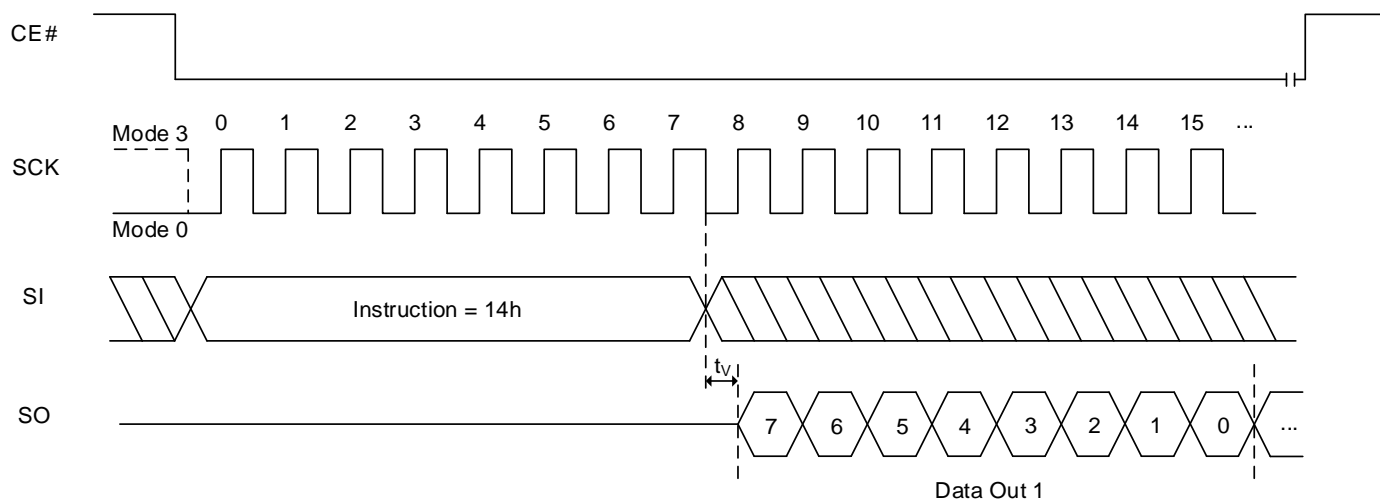 CE#
0 1 2 3 4 5 6 7 8 9 10 11 12 13 14 15 ...
Mode 3
SCK
Mode 0
SI
Instruction = 14h
tV
SO
7 6 5 4 3 2 1 0 ...
Data Out 1